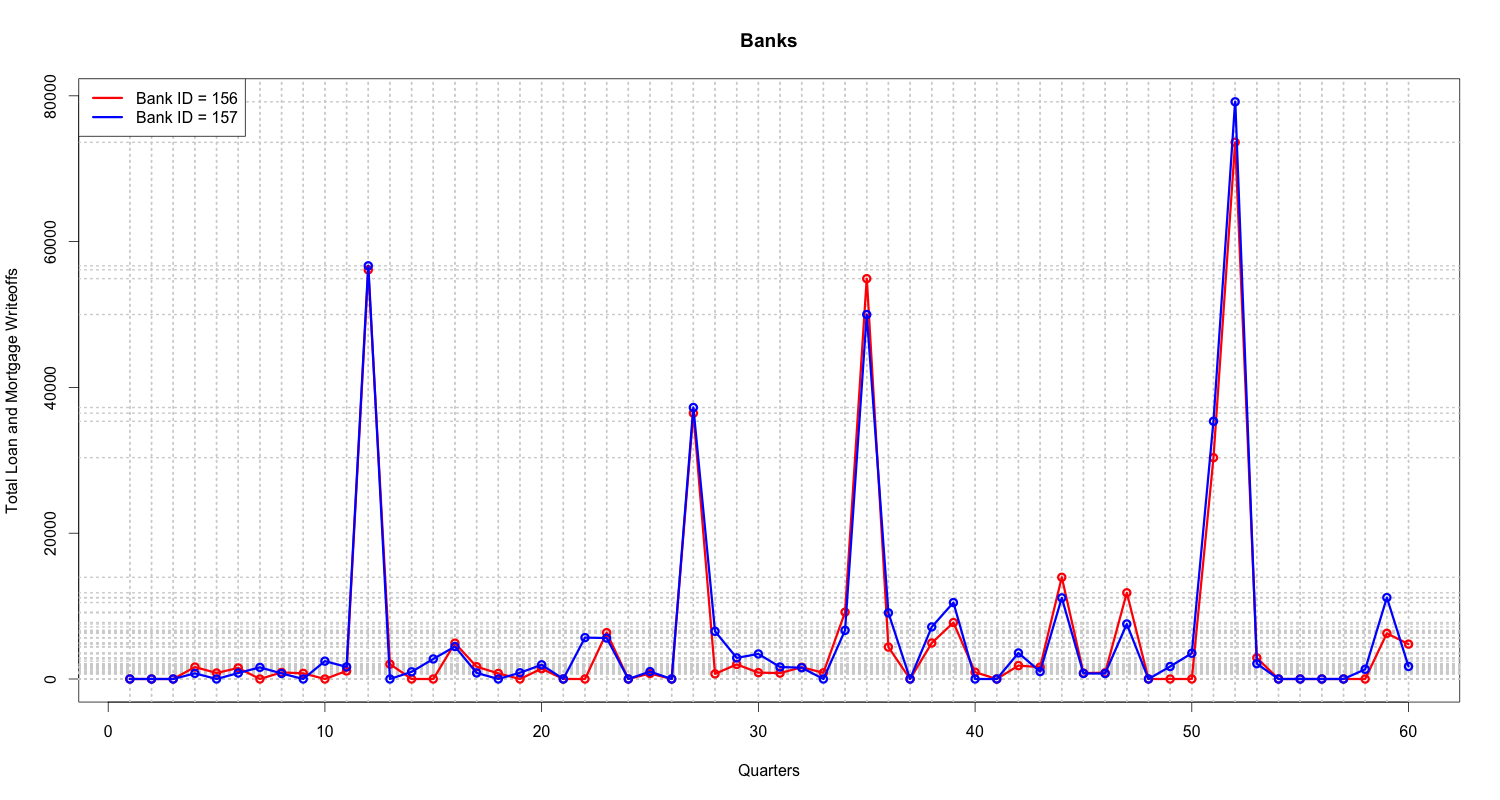 Banks
Bank ID = 156
Bank ID = 157
Total Loan and Mortgage Writeoffs
80000
60000
40000
20000
0
0 10 20 30 40 50 60
Quarters